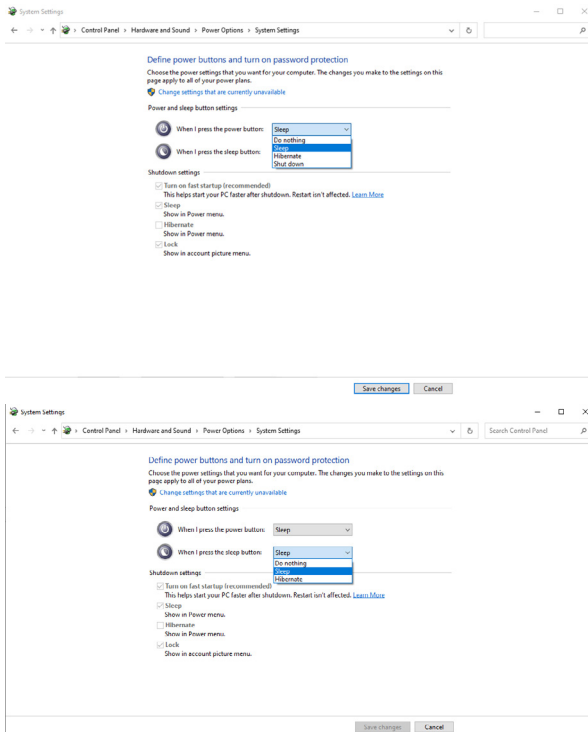 System Settings
Control Panel › Hardware and Sound › Power Options › System Settings
Define power buttons and turn on password protection
Choose the power settings that you want for your computer. The changes you make to the settings on this
page apply to all of your power plans.
Change settings that are currently unavailable
Power and sleep button settings
When I press the power button: Sleep
Do nothing
Sleep
Hibernate
Shut down
When I press the sleep button:
Shutdown settings
Turn on fast startup (recommended)
This helps start your PC faster after shutdown. Restart isn't affected. Learn More
Sleep
Show in Power menu.
Hibernate
Show in Power menu.
Lock
Show in account picture menu.
Save changes Cancel
System Settings
Control Panel › Hardware and Sound › Power Options › System Settings Search Control Panel
Define power buttons and turn on password protection
Choose the power settings that you want for your computer. The changes you make to the settings on this
page apply to all of your power plans.
Change settings that are currently unavailable
Power and sleep button settings
When I press the power button: Sleep
When I press the sleep button: Sleep
Do nothing
Sleep
Hibernate
Shutdown settings
Turn on fast startup (recommended)
This helps start your PC faster after shutdown. Restart isn't affected. Learn More
Sleep
Show in Power menu.
Hibernate
Show in Power menu.
Lock
Show in account picture menu.
Save changes Cancel